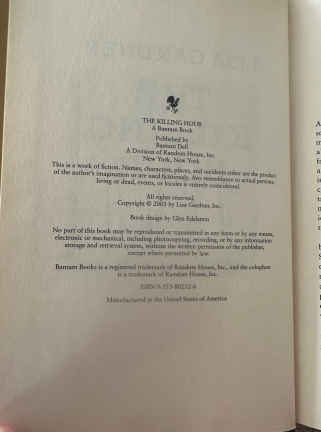 THE KILLING HOUR
A Bantam Book
Published by
Bantam Dell
A Division of Random House, Inc.
New York, New York
This is a work of fiction. Names, characters, places, and incidents either are the product
of the author's imagination or are used fictitiously. Any resemblance to actual persons,
living or dead, events, or locales is entirely coincidental.
All rights reserved.
Copyright © 2003 by Lisa Gardner, Inc.
Book design by Glen Edelstein
No part of this book may be reproduced or transmitted in any form or by any means,
electronic or mechanical, including photocopying, recording, or by any information
storage and retrieval system, without the written permission of the publisher,
except where permitted by law.
Bantam Books is a registered trademark of Random House, Inc., and the colophon
is a trademark of Random House, Inc.
ISBN 0-553-80252-6
Manufactured in the United States of America